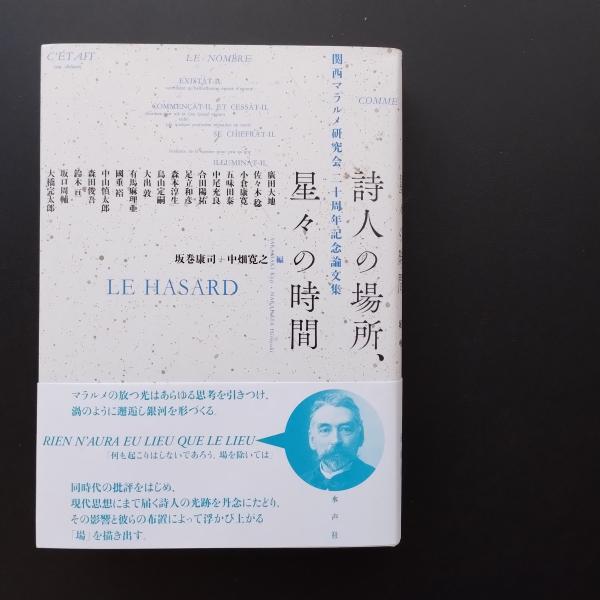 C'ÉTAIT
LE NOMBRE
EXISTÂT-IL
COMMENÇÂT-IL ET CESSÂT-IL
COMME
SE CHIFFRÂT-IL
ILLUMINÂT-IL
関西マラルメ研究会二十周年記念論文集
詩人の場所、
星々の時間
廣田大地
佐々木稔
小倉康寛
五味田泰
中尾充良
合田陽祐
足立和彦
森本淳生
鳥山定嗣
大出敦
有馬麻理亜
國重裕
中山慎太郎
森田俊吾
鈴木亘
坂口周輔
大橋完太郎
坂巻康司+中畑寛之 編
LE HASARD
マラルメの放つ光はあらゆる思考を引きつけ、
渦のように邂逅し銀河を形づくる。
RIEN N'AURA EU LIEU QUE LE LIEU
「何も起こりはしないであろう、場を除いては」
同時代の批評をはじめ、
現代思想にまで届く詩人の光跡を丹念にたどり、
その影響と彼らの布置によって浮かび上がる
「場」を描き出す。
水声社